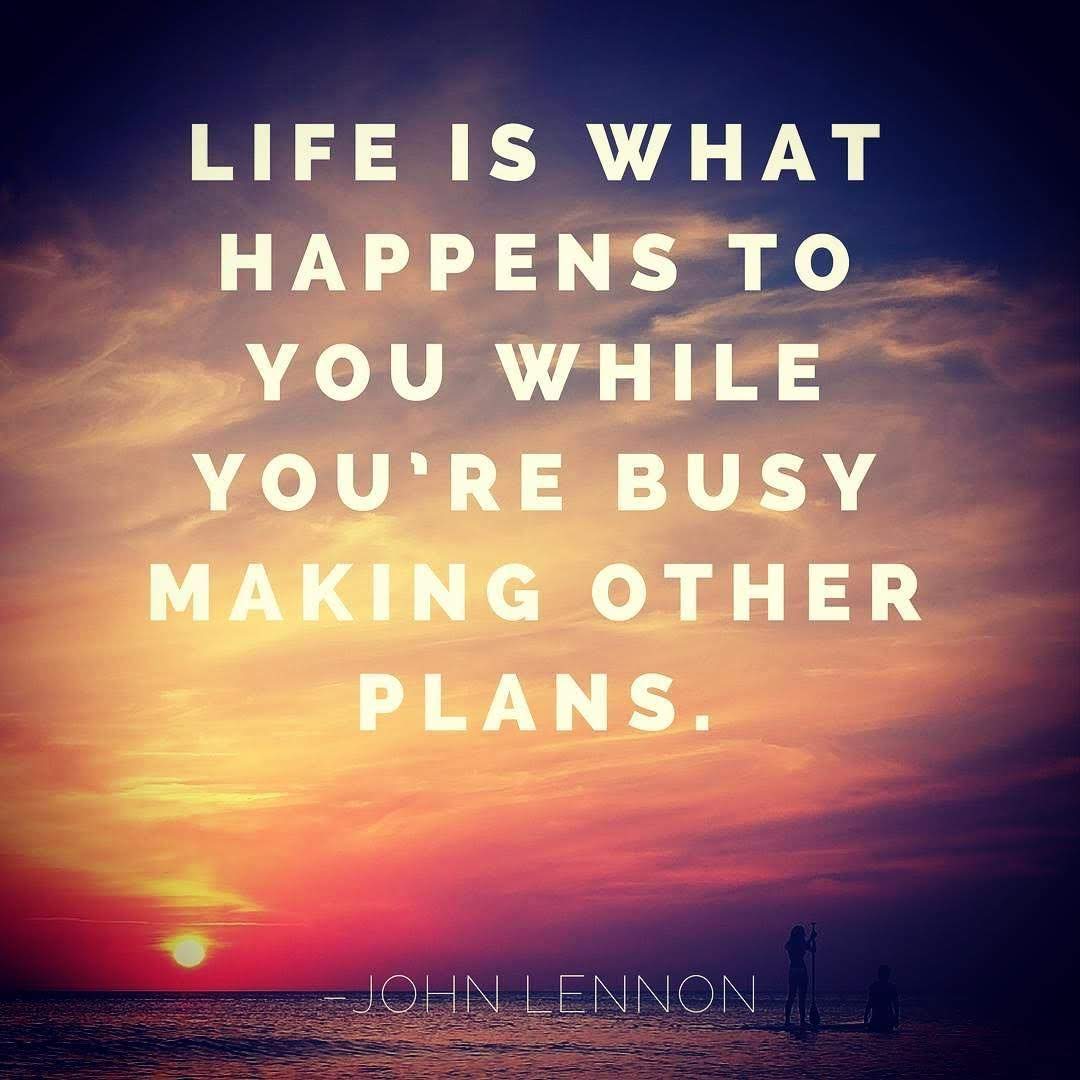 LIFE IS WHAT
HAPPENS TO
YOU WHILE
YOU'RE BUSY
MAKING OTHER
PLANS.
–JOHN LENNON